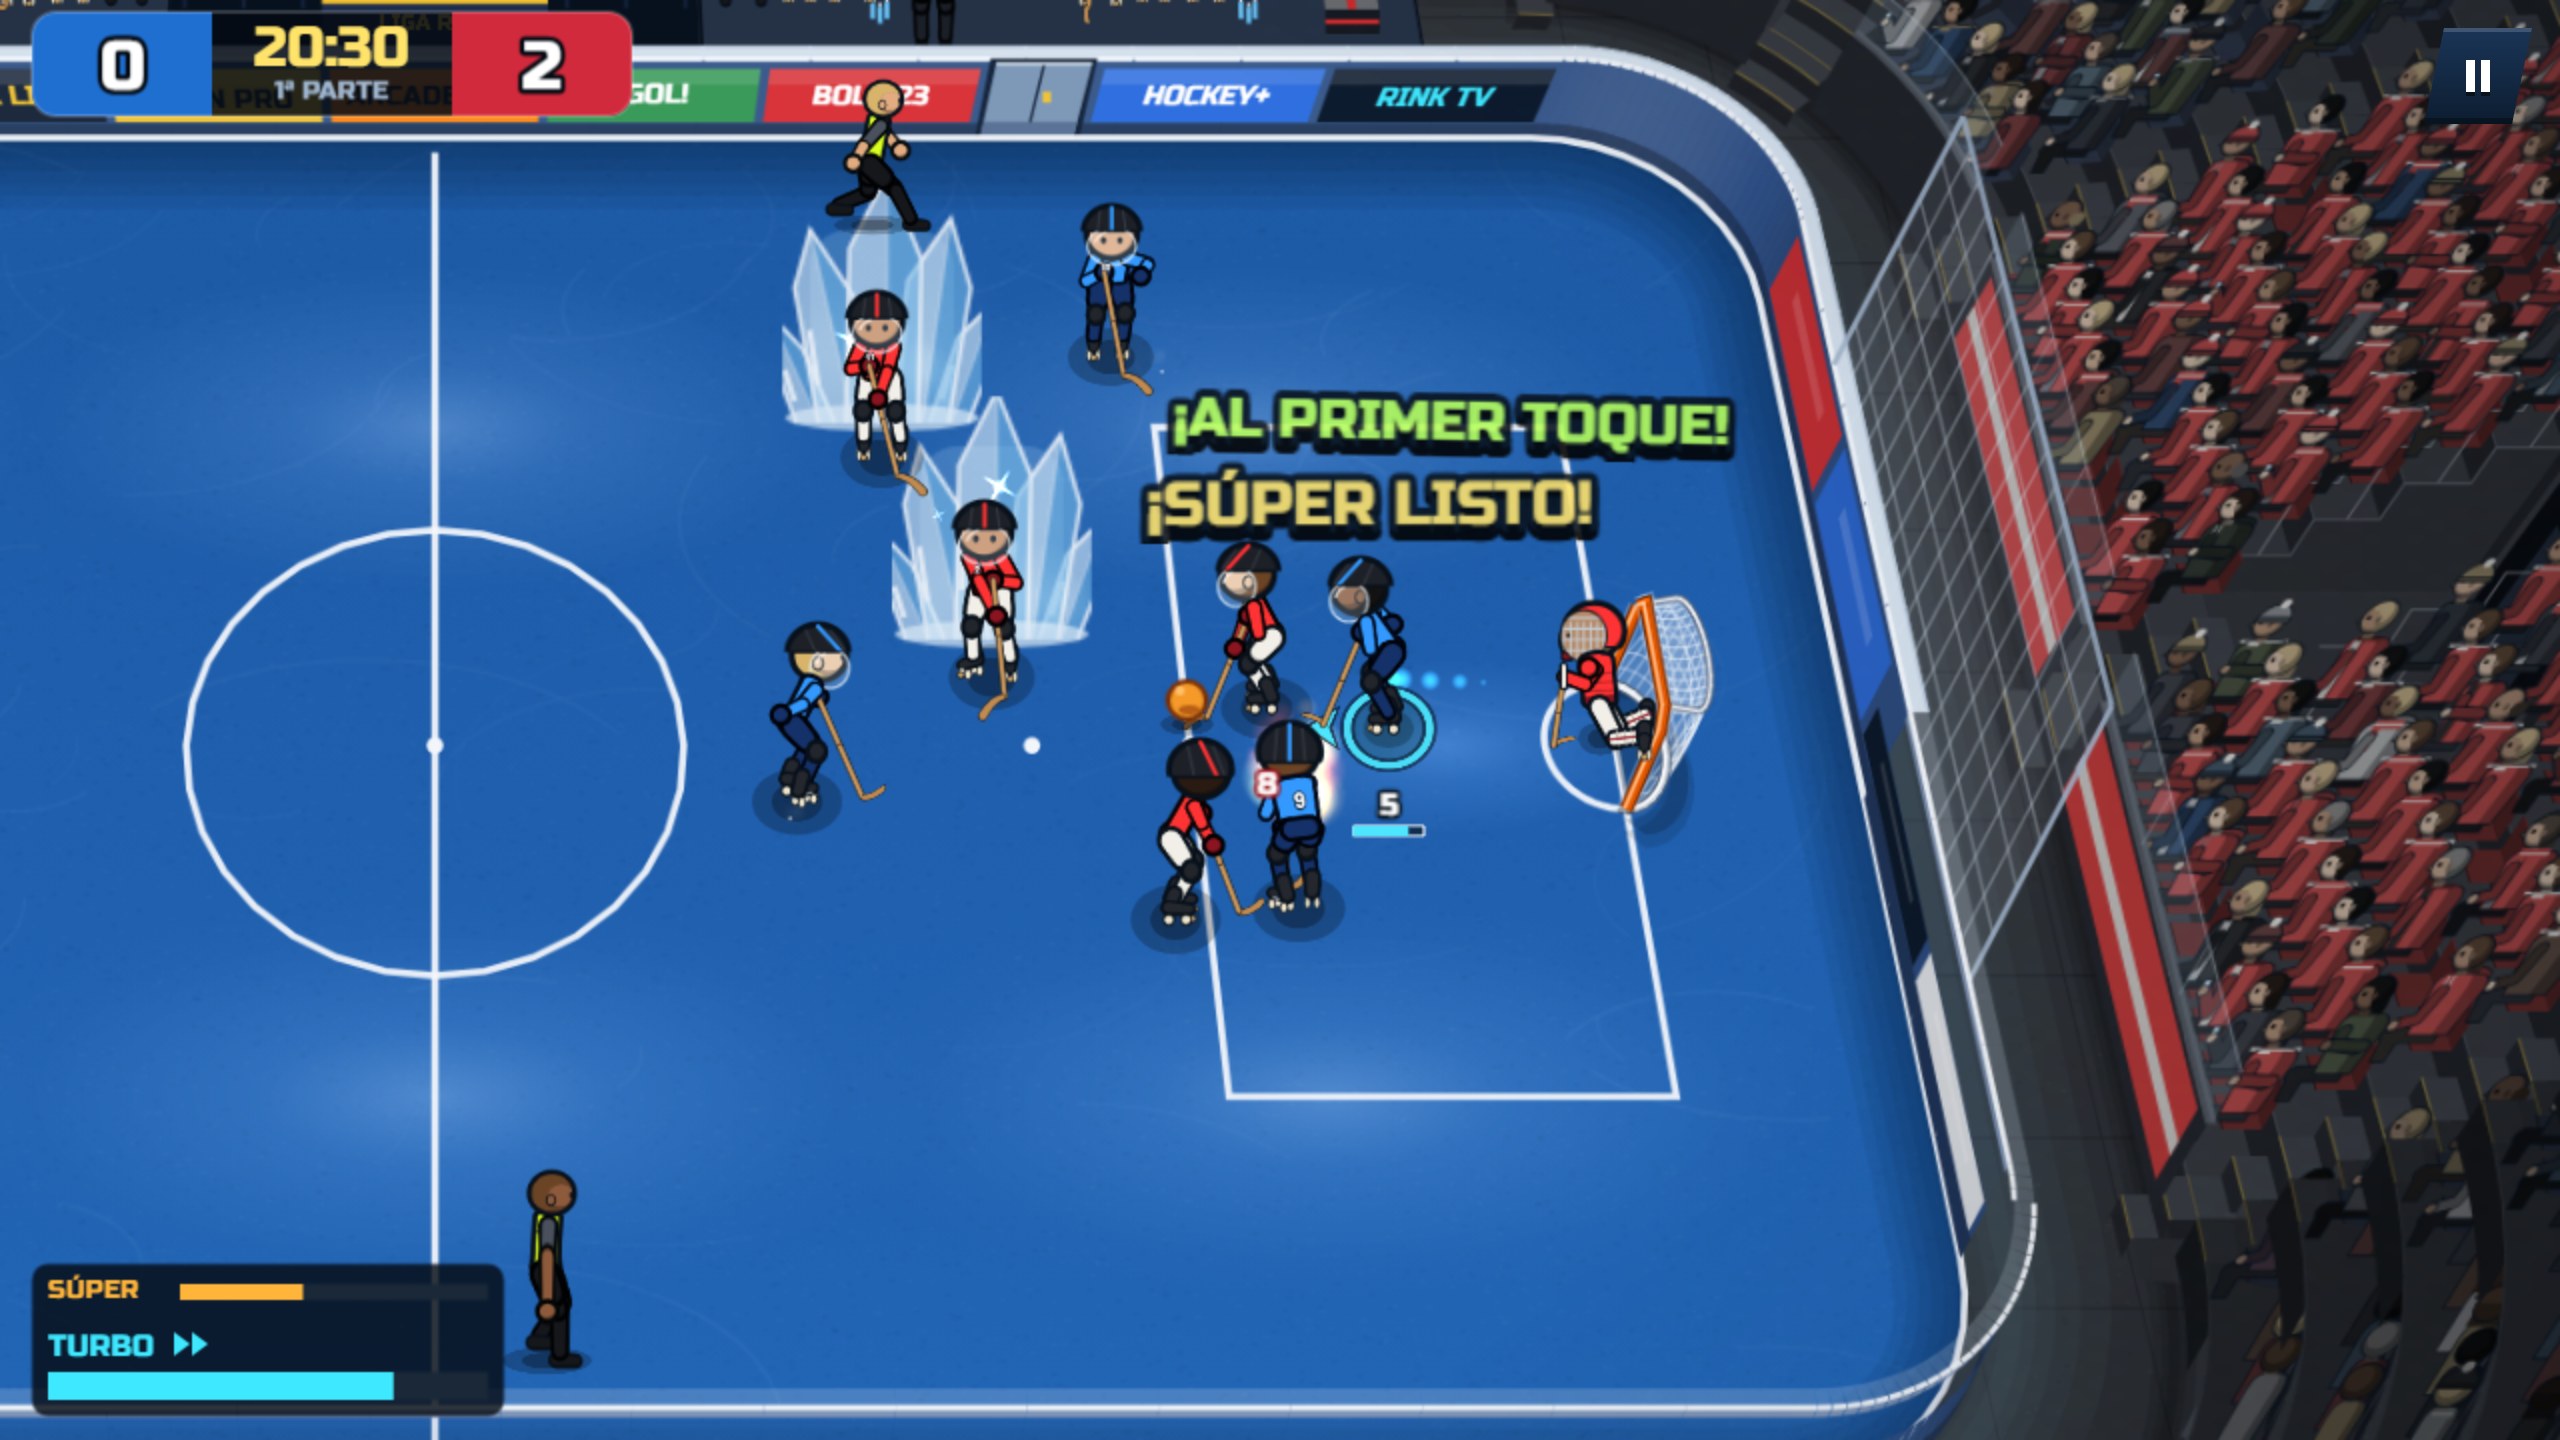 0
20:30
1ª PARTE
2
GOL!
HOCKEY+
RINK TV
¡AL PRIMER TOQUE!
¡SÚPER LISTO!
8
9
5
SÚPER
TURBO